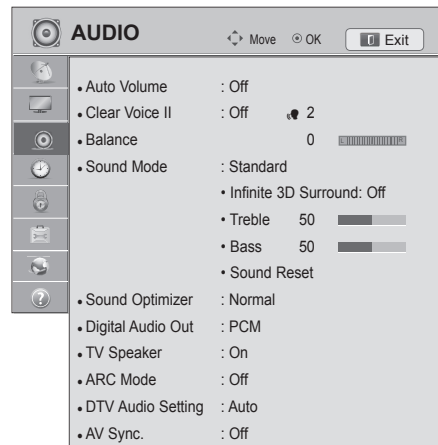 AUDIO Move OK Exit
• Auto Volume : Off
• Clear Voice II : Off 2
• Balance 0 L R
• Sound Mode : Standard
• Infinite 3D Surround: Off
• Treble 50
• Bass 50
• Sound Reset
• Sound Optimizer : Normal
• Digital Audio Out : PCM
• TV Speaker : On
• ARC Mode : Off
• DTV Audio Setting : Auto
• AV Sync. : Off